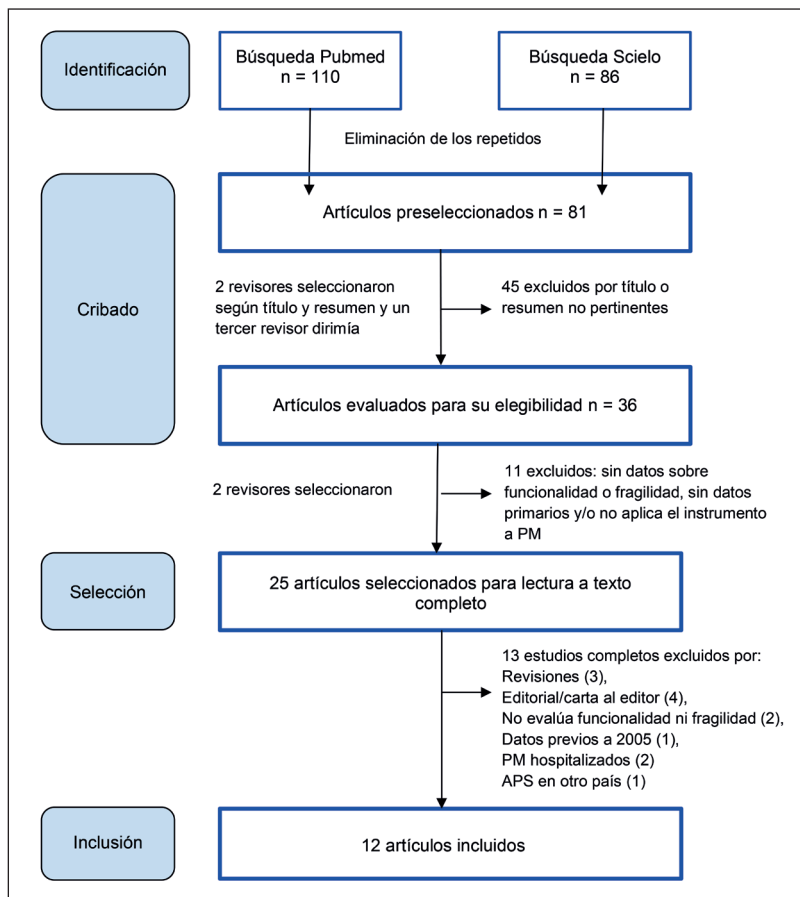 Identificación
Búsqueda Pubmed
n = 110
Búsqueda Scielo
n = 86
Eliminación de los repetidos
Cribado
Artículos preseleccionados n = 81
2 revisores seleccionaron
según título y resumen y un
tercer revisor dirimía
45 excluidos por título o
resumen no pertinentes
Artículos evaluados para su elegibilidad n = 36
2 revisores seleccionaron
11 excluidos: sin datos sobre
funcionalidad o fragilidad, sin datos
primarios y/o no aplica el instrumento
a PM
Selección
25 artículos seleccionados para lectura a texto
completo
13 estudios completos excluidos por:
Revisiones (3),
Editorial/carta al editor (4),
No evalúa funcionalidad ni fragilidad (2),
Datos previos a 2005 (1),
PM hospitalizados (2)
APS en otro país (1)
Inclusión
12 artículos incluidos